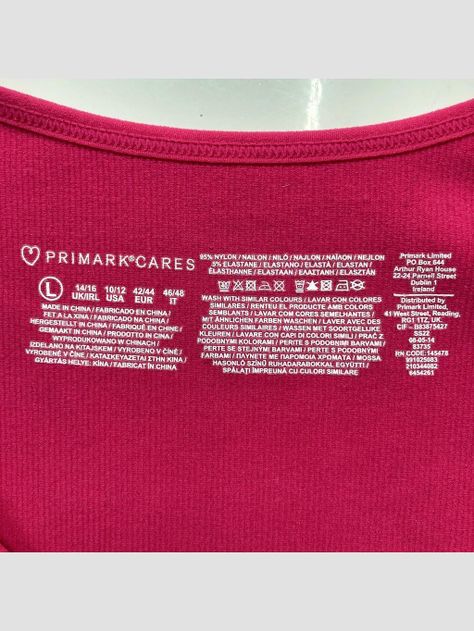 PRIMARK®CARES
L
14/16 10/12 42/44 46/48
UK/IRL USA EUR IT
MADE IN CHINA / FABRICADO EN CHINA /
FET A LA XINA / FABRICADO NA CHINA /
HERGESTELLT IN CHINA / FABRIQUÉ EN CHINE /
GEMAAKT IN CHINA / PRODOTTO IN CINA /
WYPRODUKOWANO W CHINACH /
IZDELANO NA KITAJSKEM / VYROBENO V ČÍNĚ /
VYROBENÉ V ČÍNE / ΚΑΤΑΣΚΕΥΑΖΕΤΑΙ ΣΤΗΝ ΚΙΝΑ /
GYÁRTÁS HELYE: KÍNA / FABRICAT ÎN CHINA
95% NYLON / NAILON / NILÓ / NAJLON / ΝΑΪΛΟΝ / NEJLON
5% ELASTANE / ELASTANO / ELASTÀ / ELASTAN /
ÉLASTHANNE / ELASTAAN / ΕΛΑΣΤΑΝΗ / ELASZTÁN
WASH WITH SIMILAR COLOURS / LAVAR CON COLORES
SIMILARES / RENTEU EL PRODUCTE AMB COLORS
SEMBLANTS / LAVAR COM CORES SEMELHANTES /
MIT ÄHNLICHEN FARBEN WASCHEN / LAVER AVEC DES
COULEURS SIMILAIRES / WASSEN MET SOORTGELIJKE
KLEUREN / LAVARE CON CAPI DI COLORI SIMILI / PRAĆ Z
PODOBNYMI KOLORAMI / PERITE S PODOBNIMI BARVAMI /
PERTE SE STEJNÝMI BARVAMI / PERTE S PODOBNÝMI
FARBAMI / ΠΛΥΝΕΤΕ ΜΕ ΠΑΡΟΜΟΙΑ ΧΡΩΜΑΤΑ / MOSSA
HASONLÓ SZÍNŰ RUHADARABOKKAL EGYÜTT /
SPĂLAȚI ÎMPREUNĂ CU CULORI SIMILARE
Primark Limited
PO Box 644
Arthur Ryan House
22-24 Parnell Street
Dublin 1
Ireland
Distributed by
Primark Limited,
41 West Street, Reading,
RG1 1TZ, UK.
CIF – B83875427
SS22
08-05-14
83735
RN CODE:145478
991025083
210344082
6454261